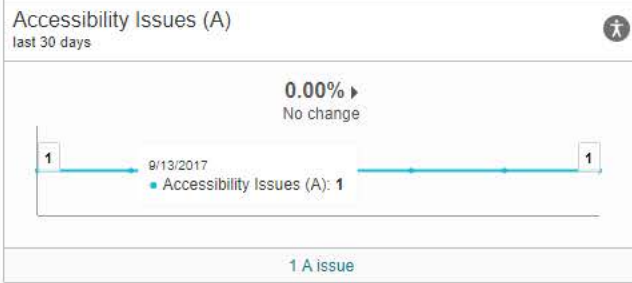 Accessibility Issues (A)
last 30 days
0.00%
No change
1
9/13/2017
Accessibility Issues (A): 1
1
1 A issue